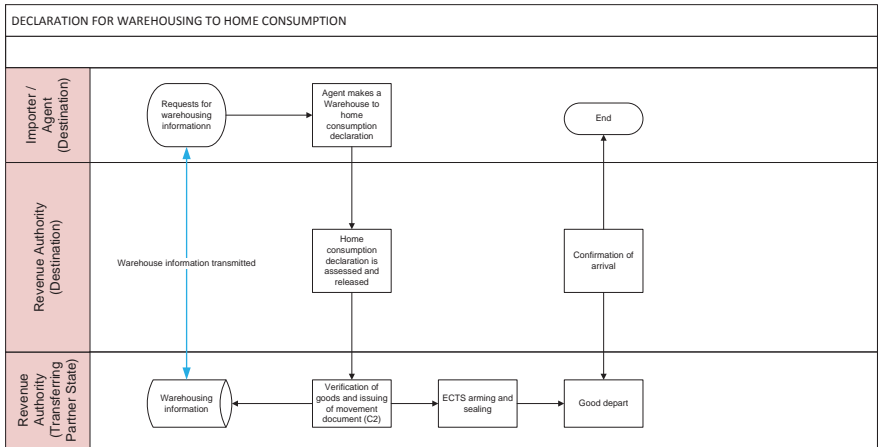 DECLARATION FOR WAREHOUSING TO HOME CONSUMPTION
Importer /
Agent
(Destination)
Requests for
warehousing
informationn
Agent makes a
Warehouse to
home
consumption
declaration
End
Revenue Authority
(Destination)
Warehouse information transmitted
Home
consumption
declaration is
assessed and
released
Confirmation of
arrival
Revenue
Authority
(Transferring
Partner State)
Warehousing
information
Verification of
goods and issuing
of movement
document (C2)
ECTS arming and
sealing
Good depart